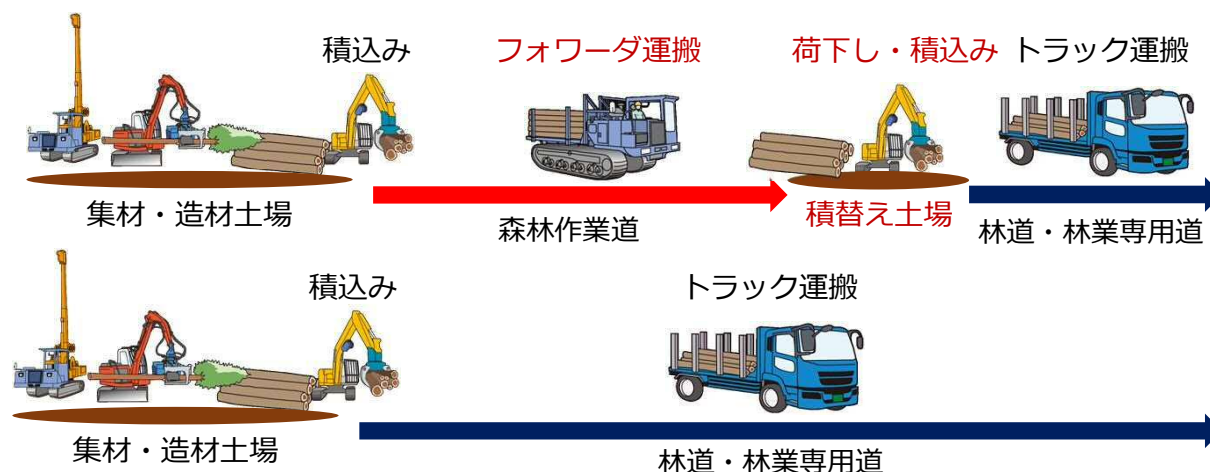 積込み
フォワーダ運搬
荷下し・積込み
トラック運搬
集材・造材土場
森林作業道
積替え土場
林道・林業専用道
積込み
トラック運搬
集材・造材土場
林道・林業専用道